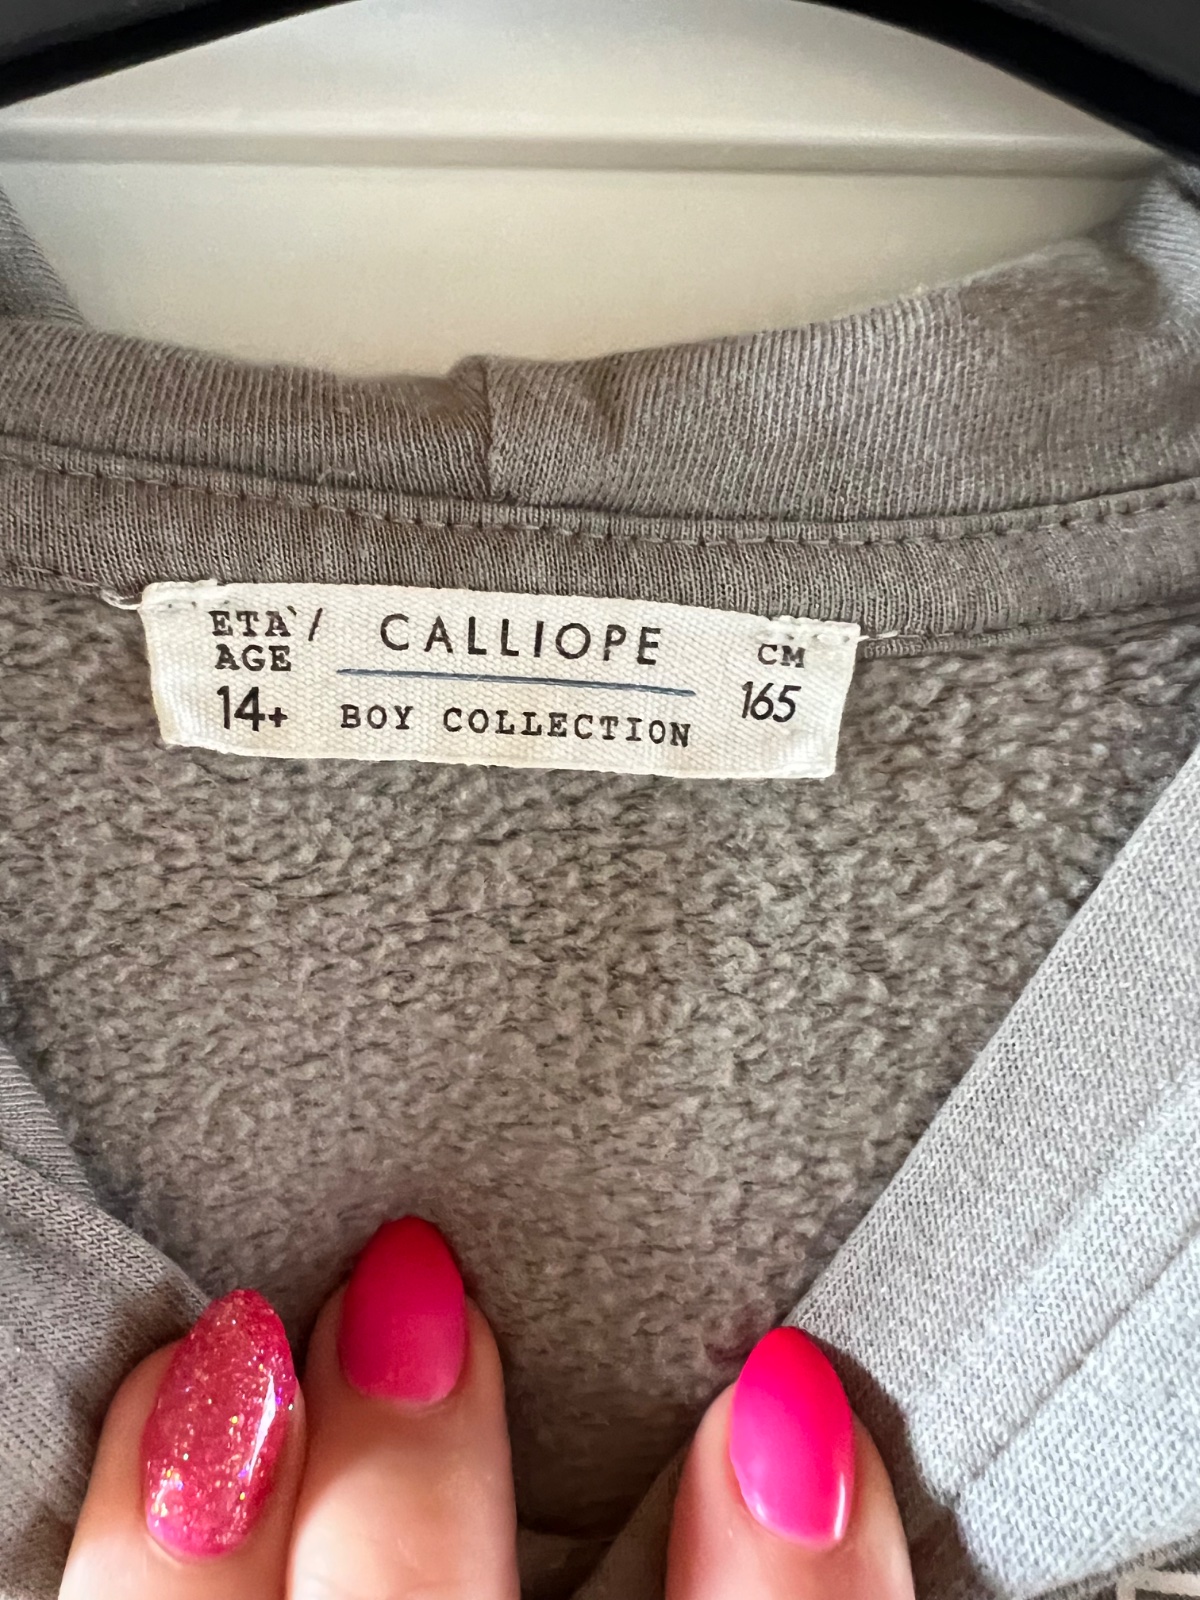 ETA'/
AGE
14+
CALLIOPE
BOY COLLECTION
CM
165